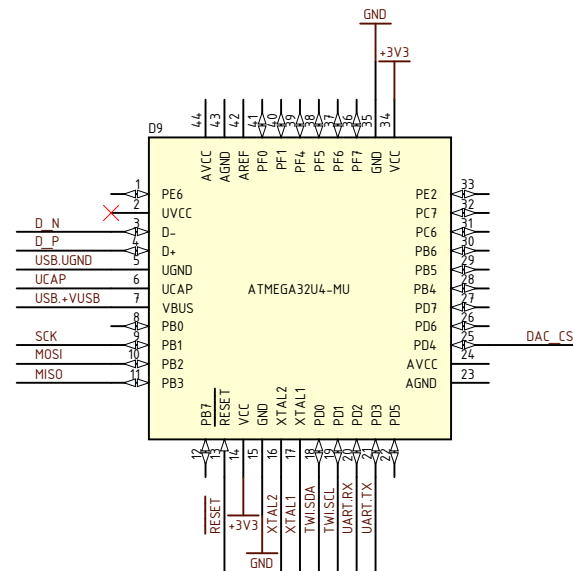 GND
+3V3
D9
44
43
42
41
40
39
38
37
36
35
34
AVCC
AGND
AREF
PF0
PF1
PF4
PF5
PF6
PF7
GND
VCC
1
PE6
2
UVCC
D_N
3
D-
D_P
4
D+
USB.UGND
5
UGND
UCAP
6
UCAP
USB.+VUSB
7
VBUS
8
PB0
SCK
9
PB1
MOSI
10
PB2
MISO
11
PB3
ATMEGA32U4-MU
PE2
33
PC7
32
PC6
31
PB6
30
PB5
29
PB4
28
PD7
27
PD6
26
PD4
25
DAC_CS
AVCC
24
AGND
23
PB7
RESET
VCC
GND
XTAL2
XTAL1
PD0
PD1
PD2
PD3
PD5
12
13
14
15
16
17
18
19
20
21
22
RESET
+3V3
GND
XTAL2
XTAL1
TWI.SDA
TWI.SCL
UART.RX
UART.TX